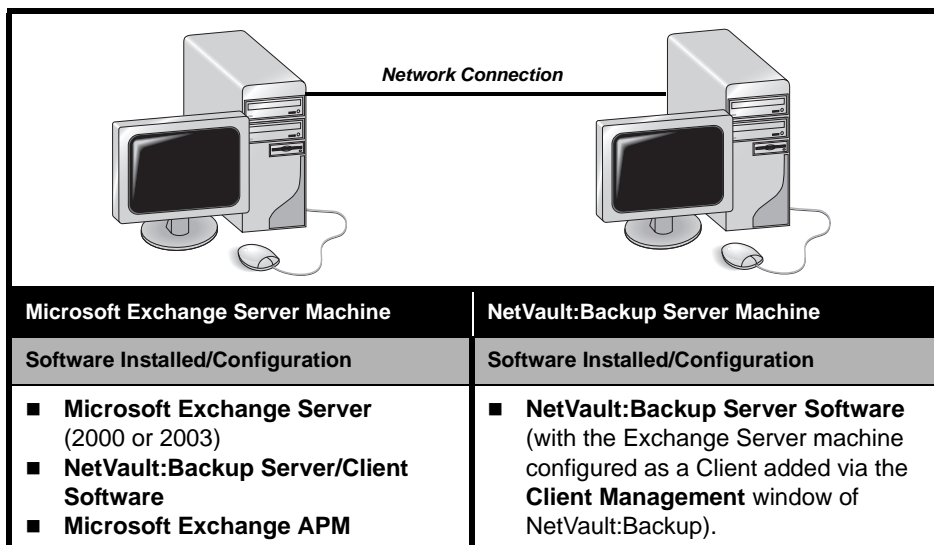 Network Connection
Microsoft Exchange Server Machine
NetVault:Backup Server Machine
Software Installed/Configuration
Software Installed/Configuration
■ Microsoft Exchange Server
(2000 or 2003)
■ NetVault:Backup Server/Client
Software
■ Microsoft Exchange APM
■ NetVault:Backup Server Software
(with the Exchange Server machine
configured as a Client added via the
Client Management window of
NetVault:Backup).